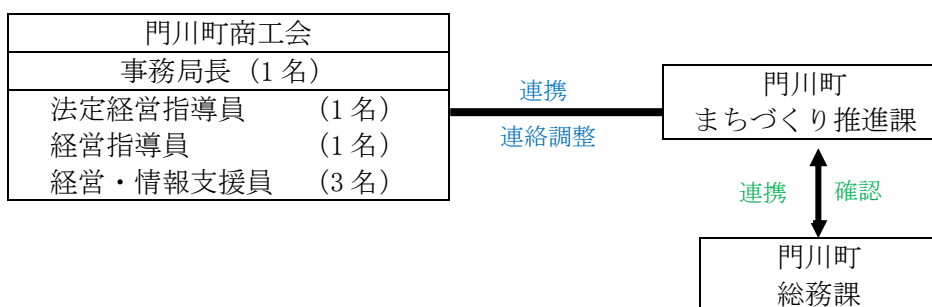 門川町商工会
事務局長（1名）
法定経営指導員　　（1名）
経営指導員　　　　（1名）
経営・情報支援員　（3名）
連携
連絡調整
門川町
まちづくり推進課
連携　確認
門川町
総務課